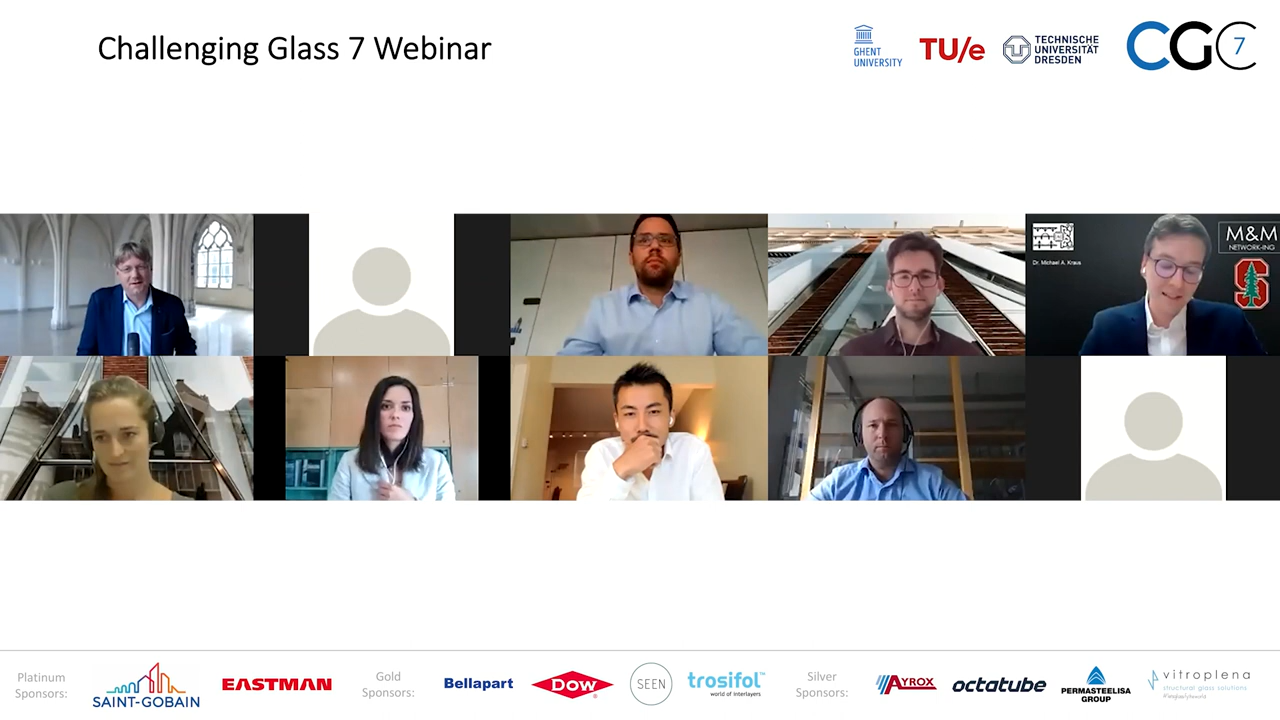 Challenging Glass 7 Webinar
GHENT
UNIVERSITY
TU/e
TECHNISCHE
UNIVERSITÄT
DRESDEN
CGC
7
Dr. Michael A. Kraus
M&M
NETWORK-ING
S
Platinum
Sponsors:
SAINT-GOBAIN
EASTMAN
Gold
Sponsors:
Bellapart
DOW
SEEN
trosifol™
world of interlayers
Silver
Sponsors:
AYROX
octatube
PERMASTEELISA
GROUP
vitroplena
structural glass solutions